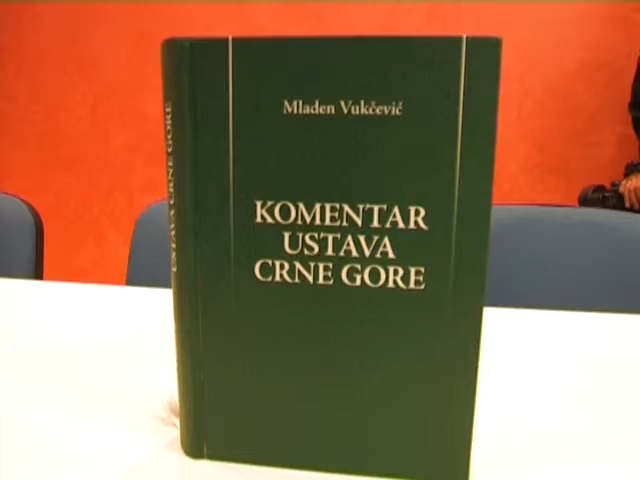 Mladen Vukčević
KOMENTAR
USTAVA
CRNE GORE
USTAVA CRNE GORE